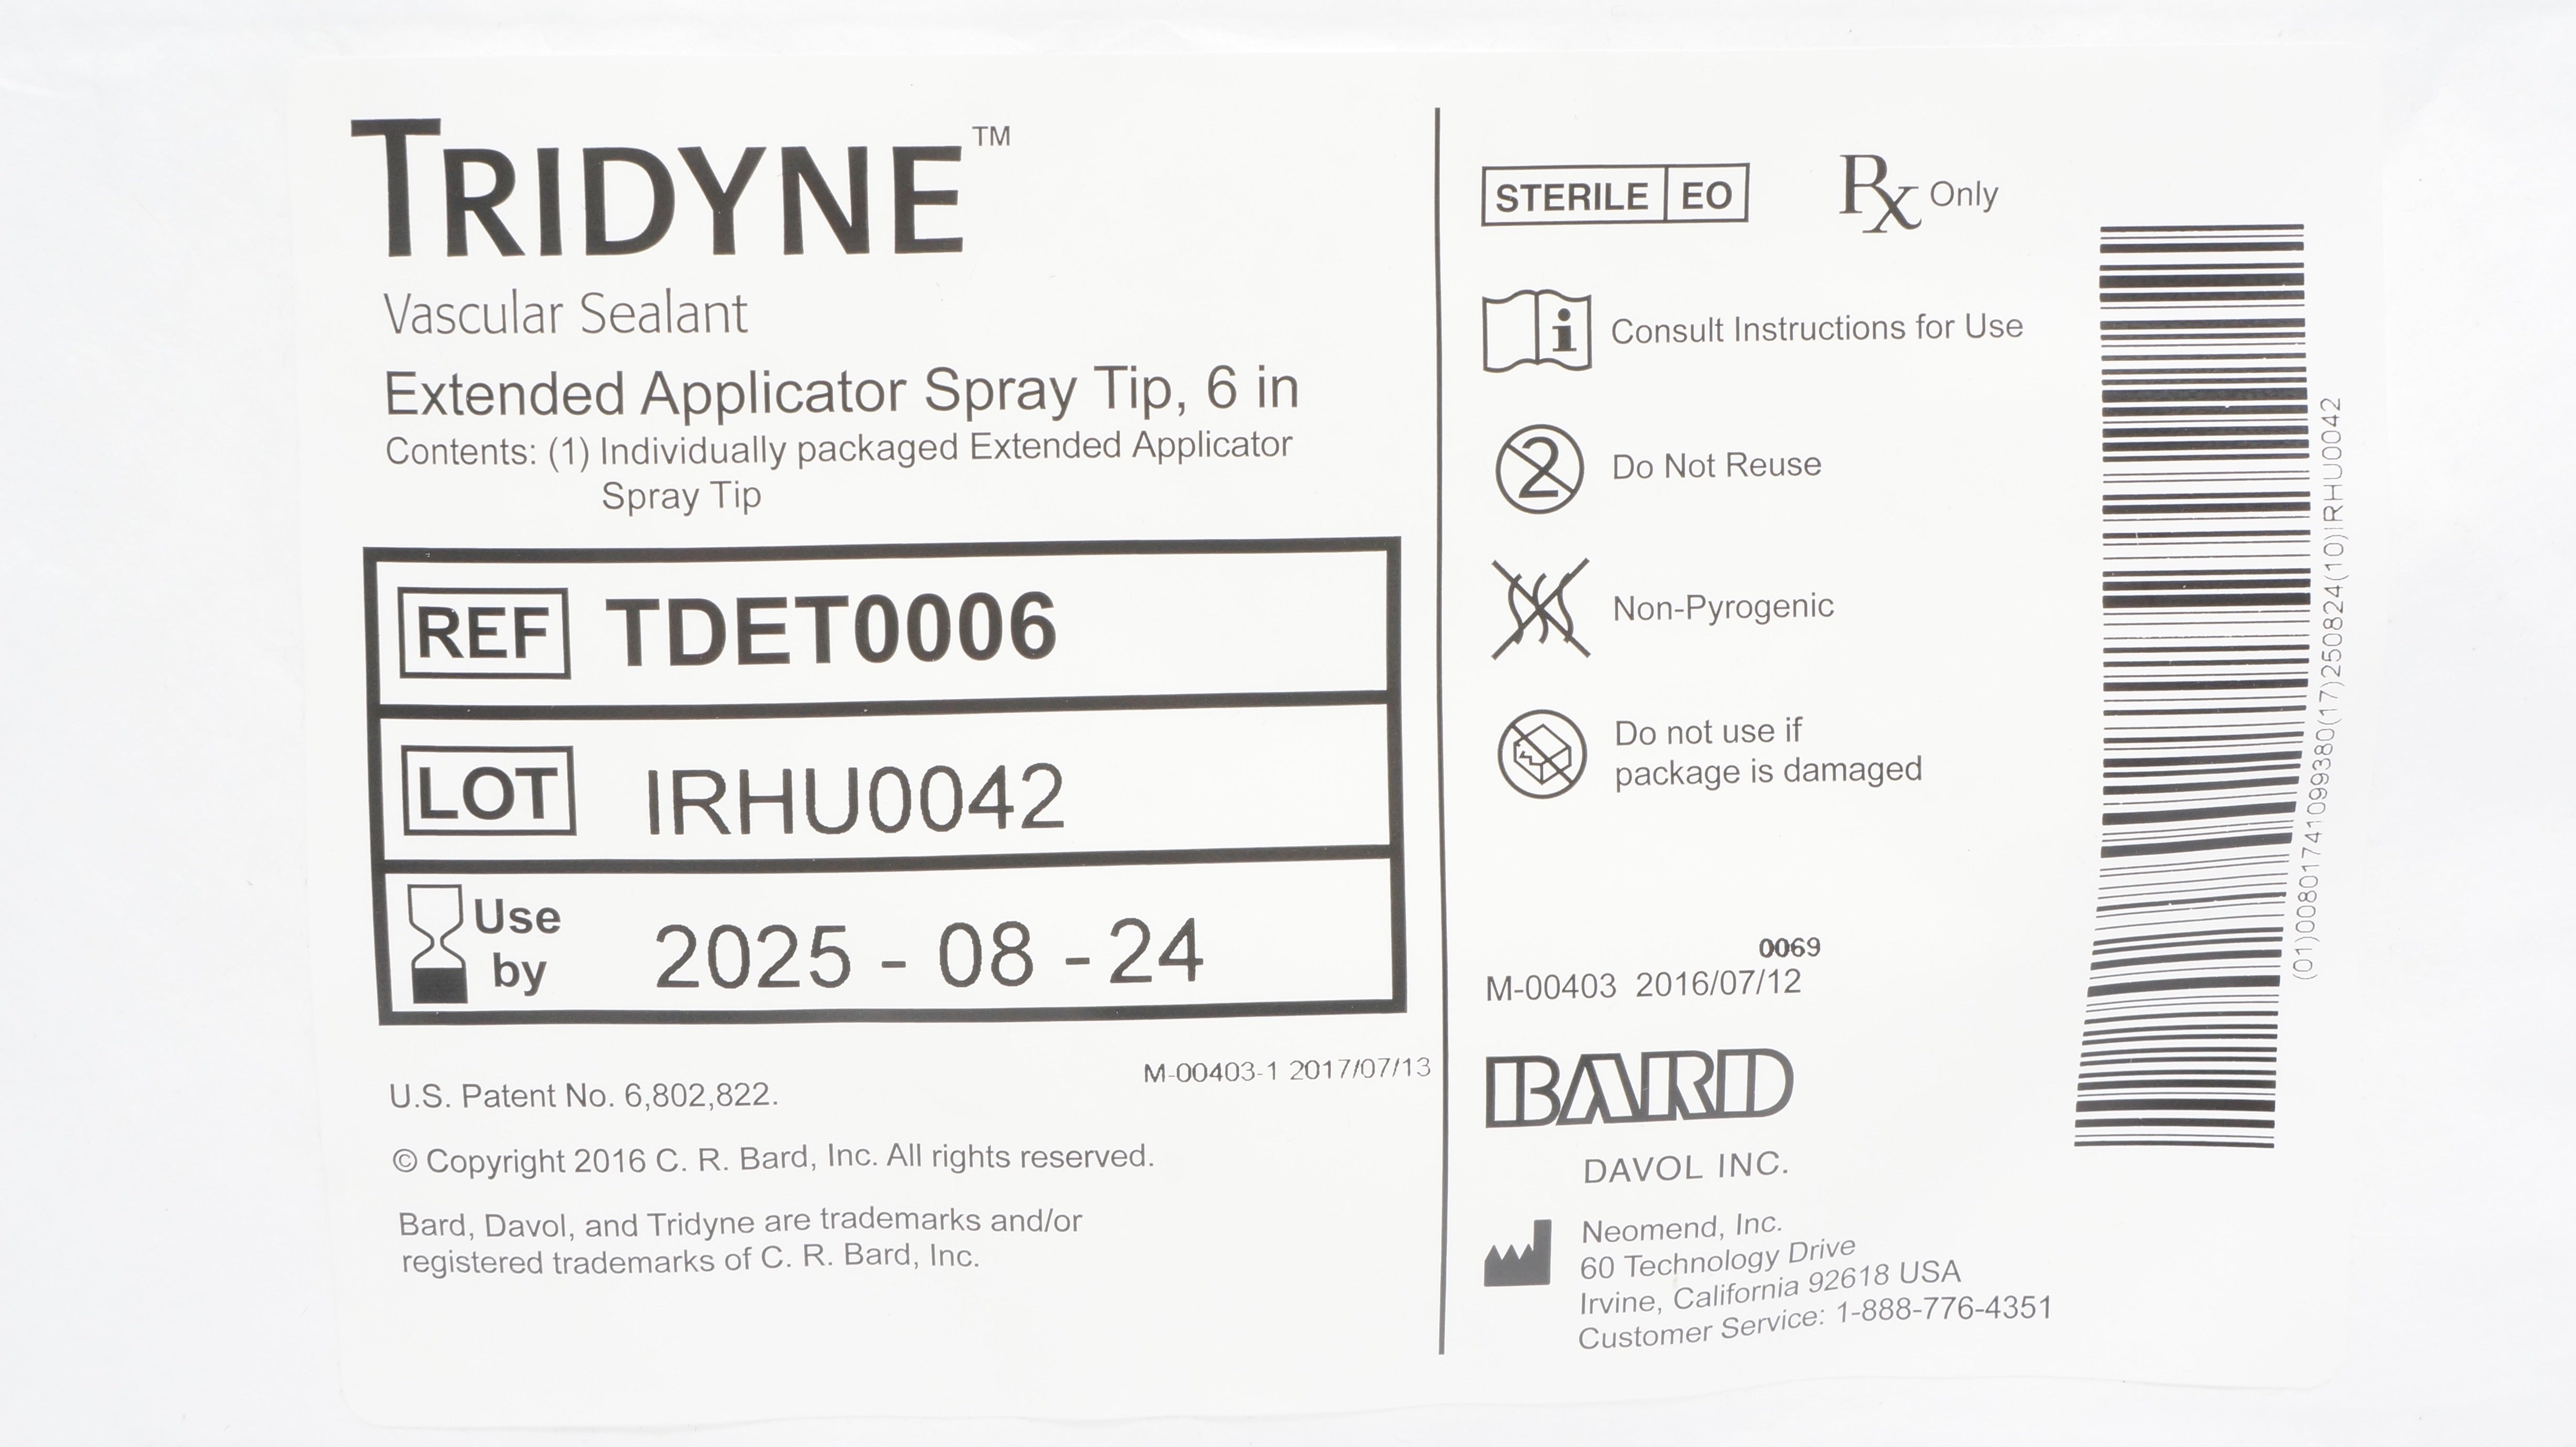 TRIDYNE™
Vascular Sealant
Extended Applicator Spray Tip, 6 in
Contents: (1) Individually packaged Extended Applicator
Spray Tip
REF TDET0006
LOT IRHU0042
Use
by
2025 - 08 - 24
M-00403-1 2017/07/13
U.S. Patent No. 6,802,822.
© Copyright 2016 C. R. Bard, Inc. All rights reserved.
Bard, Davol, and Tridyne are trademarks and/or
registered trademarks of C. R. Bard, Inc.
STERILE EO
Rx Only
i Consult Instructions for Use
2 Do Not Reuse
Non-Pyrogenic
Do not use if
package is damaged
0069
M-00403 2016/07/12
BARD
DAVOL INC.
Neomend, Inc.
60 Technology Drive
Irvine, California 92618 USA
Customer Service: 1-888-776-4351
(01)00801741099380(17)250824(10)IRHU0042